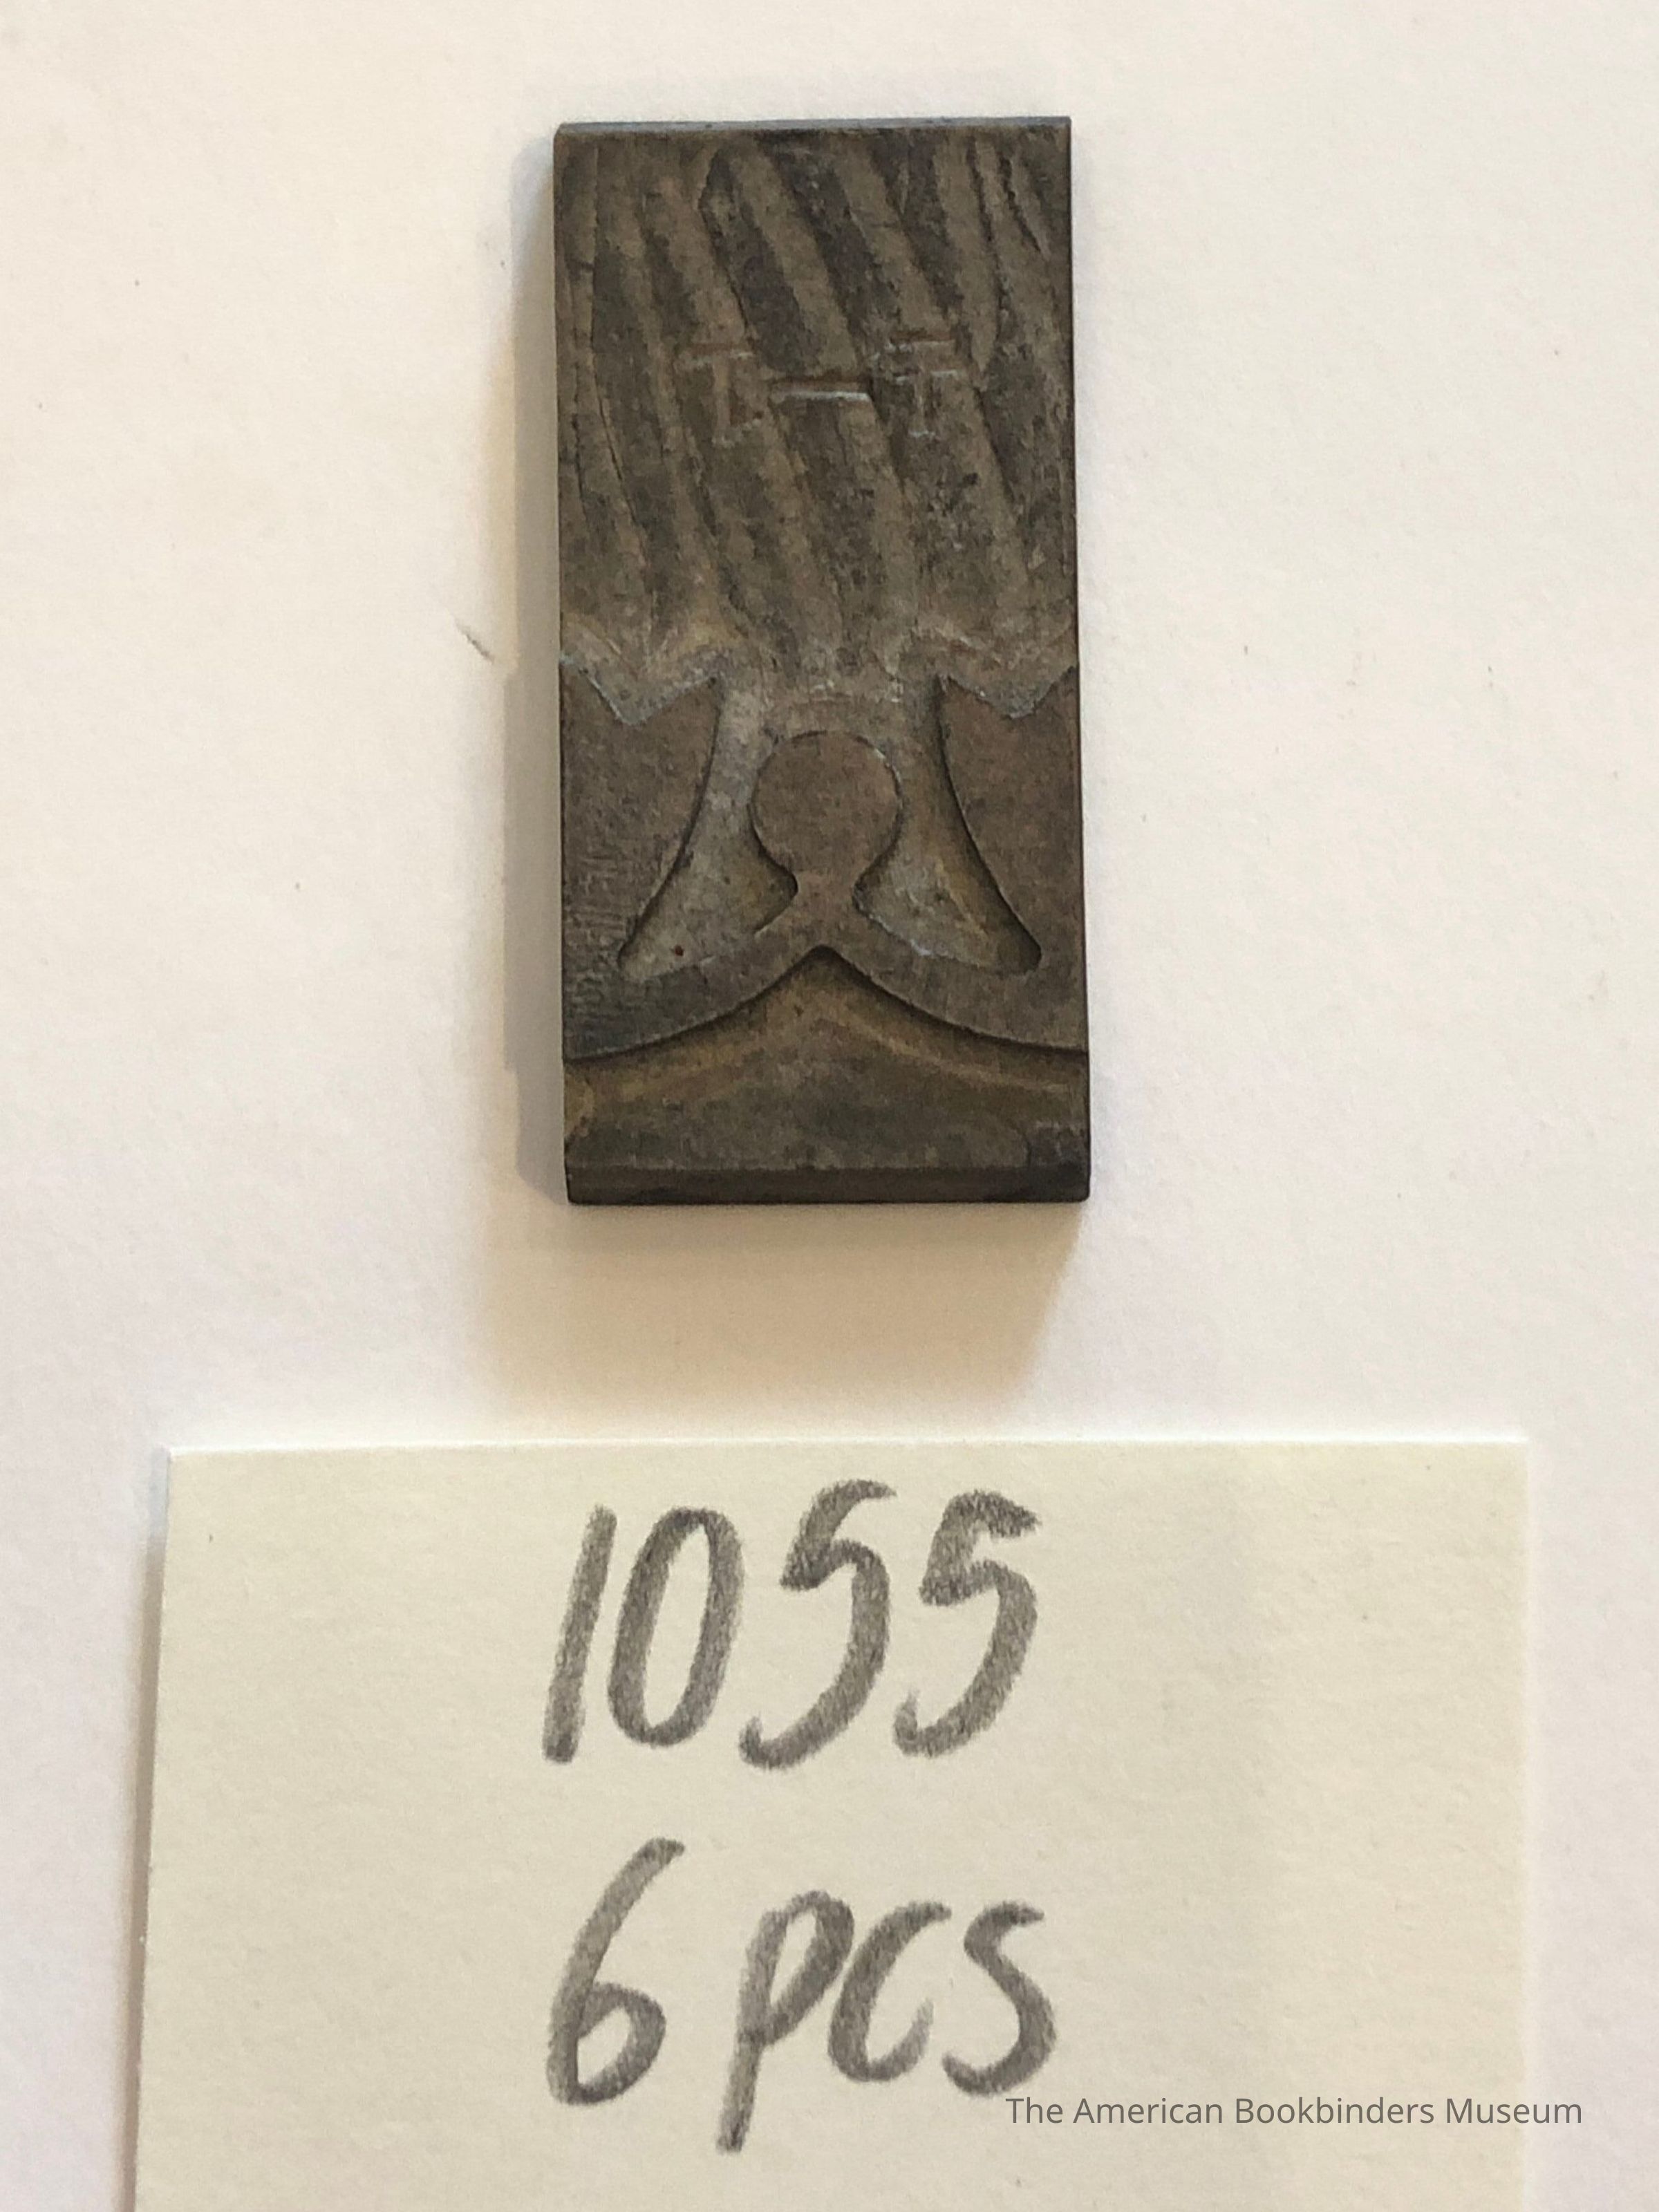 1055
6 pcs
The American Bookbinders Museum